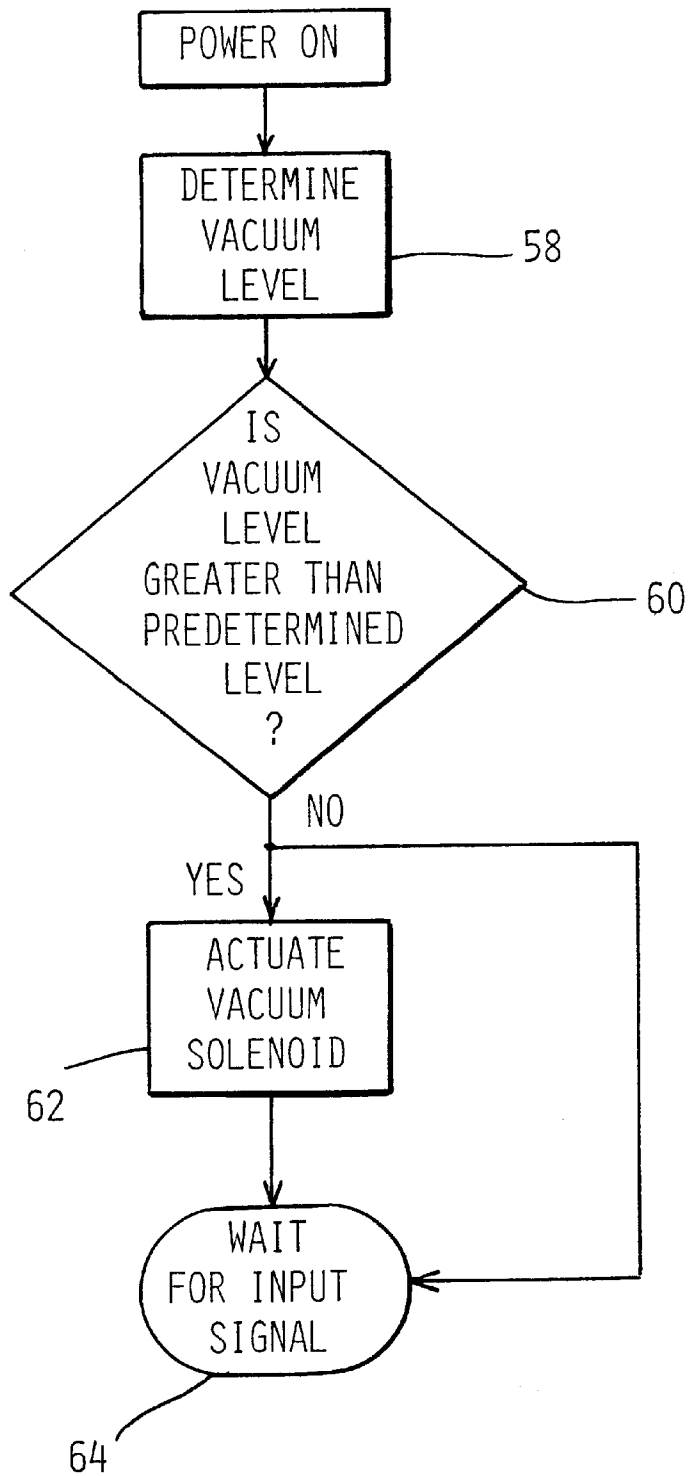 POWER ON
DETERMINE
VACUUM
LEVEL
58
IS
VACUUM
LEVEL
GREATER THAN
PREDETERMINED
LEVEL
?
60
NO
YES
ACTUATE
VACUUM
SOLENOID
62
WAIT
FOR INPUT
SIGNAL
64